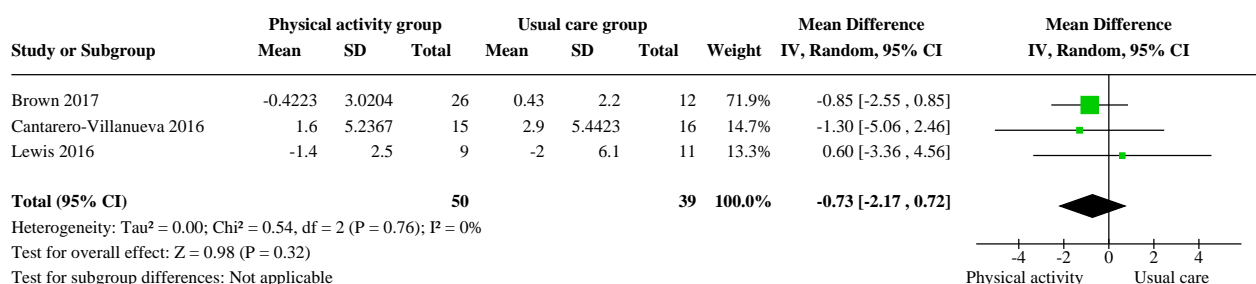 Physical activity group Usual care group Mean Difference Mean Difference
Study or Subgroup Mean SD Total Mean SD Total Weight IV, Random, 95% CI IV, Random, 95% CI
Brown 2017 -0.4223 3.0204 26 0.43 2.2 12 71.9% -0.85 [-2.55 , 0.85]
Cantarero-Villanueva 2016 1.6 5.2367 15 2.9 5.4423 16 14.7% -1.30 [-5.06 , 2.46]
Lewis 2016 -1.4 2.5 9 -2 6.1 11 13.3% 0.60 [-3.36 , 4.56]
Total (95% CI) 50 39 100.0% -0.73 [-2.17 , 0.72]
Heterogeneity: Tau² = 0.00; Chi² = 0.54, df = 2 (P = 0.76); I² = 0%
Test for overall effect: Z = 0.98 (P = 0.32)
-4 -2 0 2 4
Test for subgroup differences: Not applicable
Physical activity Usual care